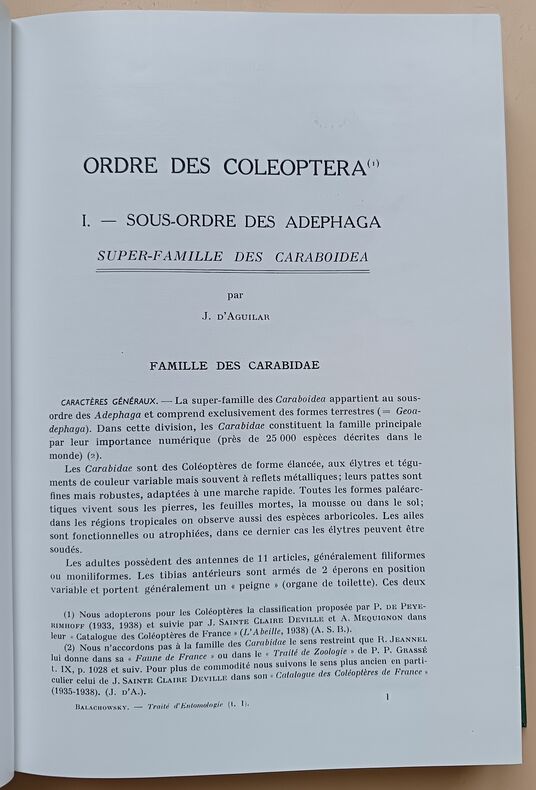 ORDRE DES COLEOPTERA(1)
I. — SOUS-ORDRE DES ADEPHAGA
SUPER-FAMILLE DES CARABOIDEA
par
J. D'AGUILAR
FAMILLE DES CARABIDAE
CARACTÈRES GÉNÉRAUX. — La super-famille des Caraboidea appartient au sous-
ordre des Adephaga et comprend exclusivement des formes terrestres (= Geoa-
dephaga). Dans cette division, les Carabidae constituent la famille principale
par leur importance numérique (près de 25 000 espèces décrites dans le
monde) (2).
Les Carabidae sont des Coléoptères de forme élancée, aux élytres et tégu-
ments de couleur variable mais souvent à reflets métalliques; leurs pattes sont
fines mais robustes, adaptées à une marche rapide. Toutes les formes paléarc-
tiques vivent sous les pierres, les feuilles mortes, la mousse ou dans le sol;
dans les régions tropicales on observe aussi des espèces arboricoles. Les ailes
sont fonctionnelles ou atrophiées, dans ce dernier cas les élytres peuvent être
soudés.
Les adultes possèdent des antennes de 11 articles, généralement filiformes
ou moniliformes. Les tibias antérieurs sont armés de 2 éperons en position
variable et portent généralement un « peigne » (organe de toilette). Ces deux
(1) Nous adopterons pour les Coléoptères la classification proposée par P. DE PEYE-
RIMHOFF (1933, 1938) et suivie par J. SAINTE CLAIRE DEVILLE et A. MEQUIGNON dans
leur « Catalogue des Coléoptères de France » (L'Abeille, 1938) (A. S. B.).
(2) Nous n'accordons pas à la famille des Carabidae le sens restreint que R. JEANNEL
lui donne dans sa « Faune de France » ou dans le « Traité de Zoologie » de P. P. GRASSÉ
t. IX, p. 1028 et suiv. Pour plus de commodité nous suivons le sens plus ancien en parti-
culier celui de J. SAINTE CLAIRE DEVILLE dans son « Catalogue des Coléoptères de France »
(1935-1938). (J. D'A.).
BALACHOWSKY. — Traité d'Entomologie (t. I).
1